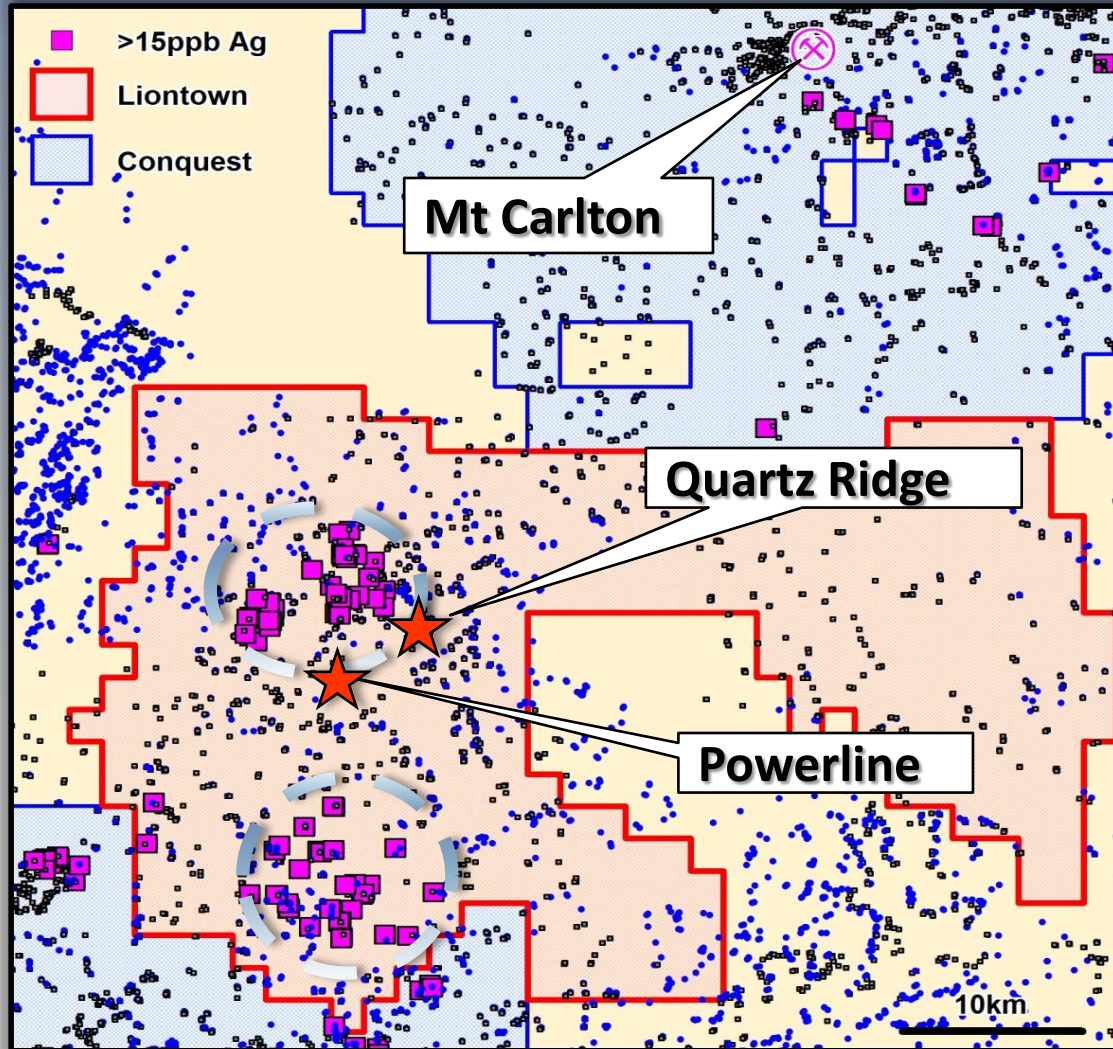 >15ppb Ag
Liontown
Conquest
Mt Carlton
Quartz Ridge
Powerline
10km